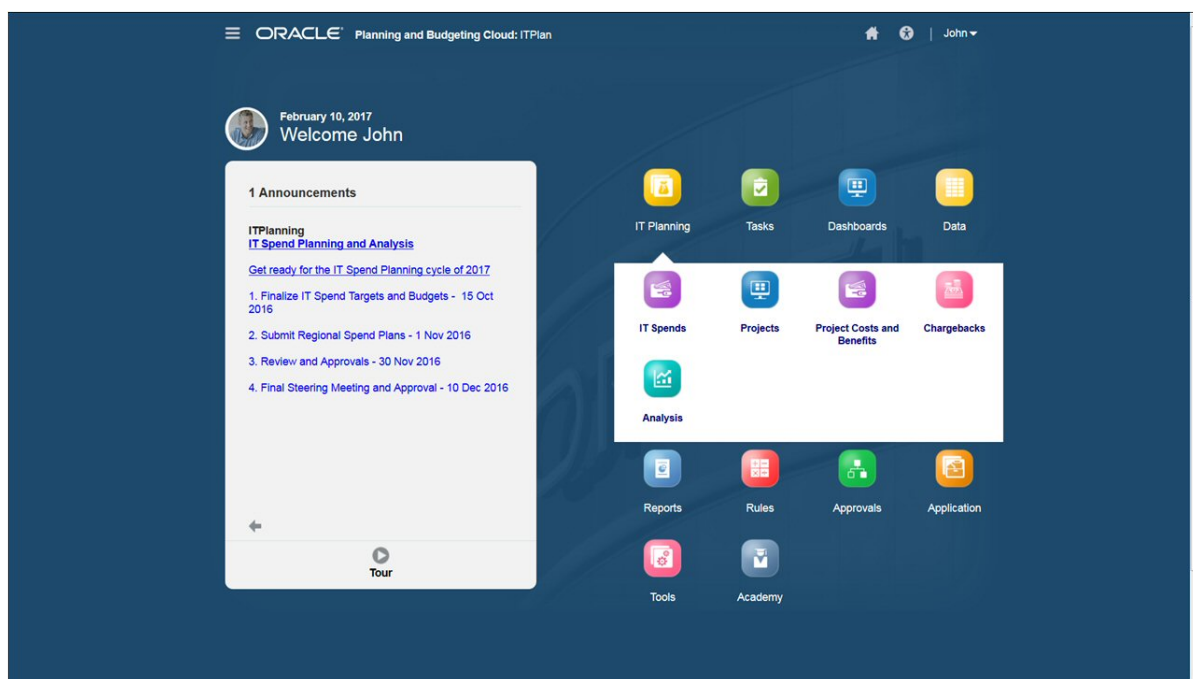 ORACLE® Planning and Budgeting Cloud: ITPlan
John
February 10, 2017
Welcome John
1 Announcements
ITPlanning
IT Spend Planning and Analysis
Get ready for the IT Spend Planning cycle of 2017
1. Finalize IT Spend Targets and Budgets - 15 Oct
2016
2. Submit Regional Spend Plans - 1 Nov 2016
3. Review and Approvals - 30 Nov 2016
4. Final Steering Meeting and Approval - 10 Dec 2016
Tour
IT Planning
Tasks
Dashboards
Data
IT Spends
Projects
Project Costs and
Benefits
Chargebacks
Analysis
Reports
Rules
Approvals
Application
Tools
Academy